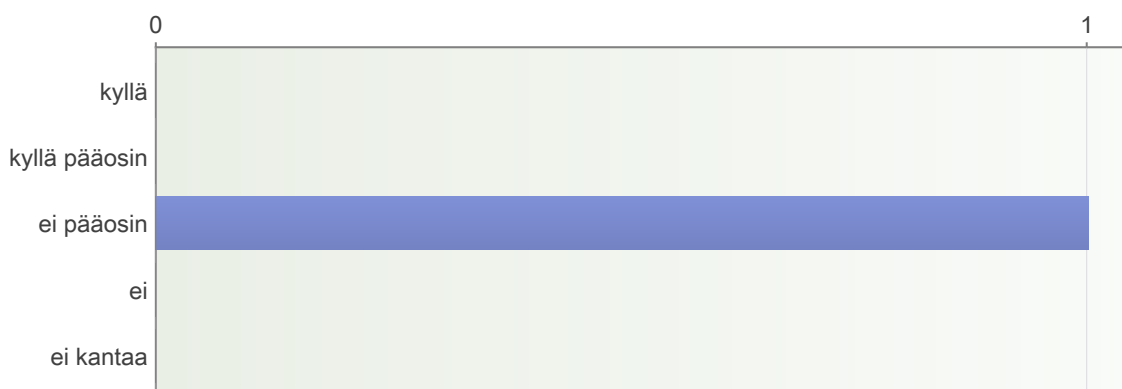 0 1
kyllä
kyllä pääosin
ei pääosin
ei
ei kantaa